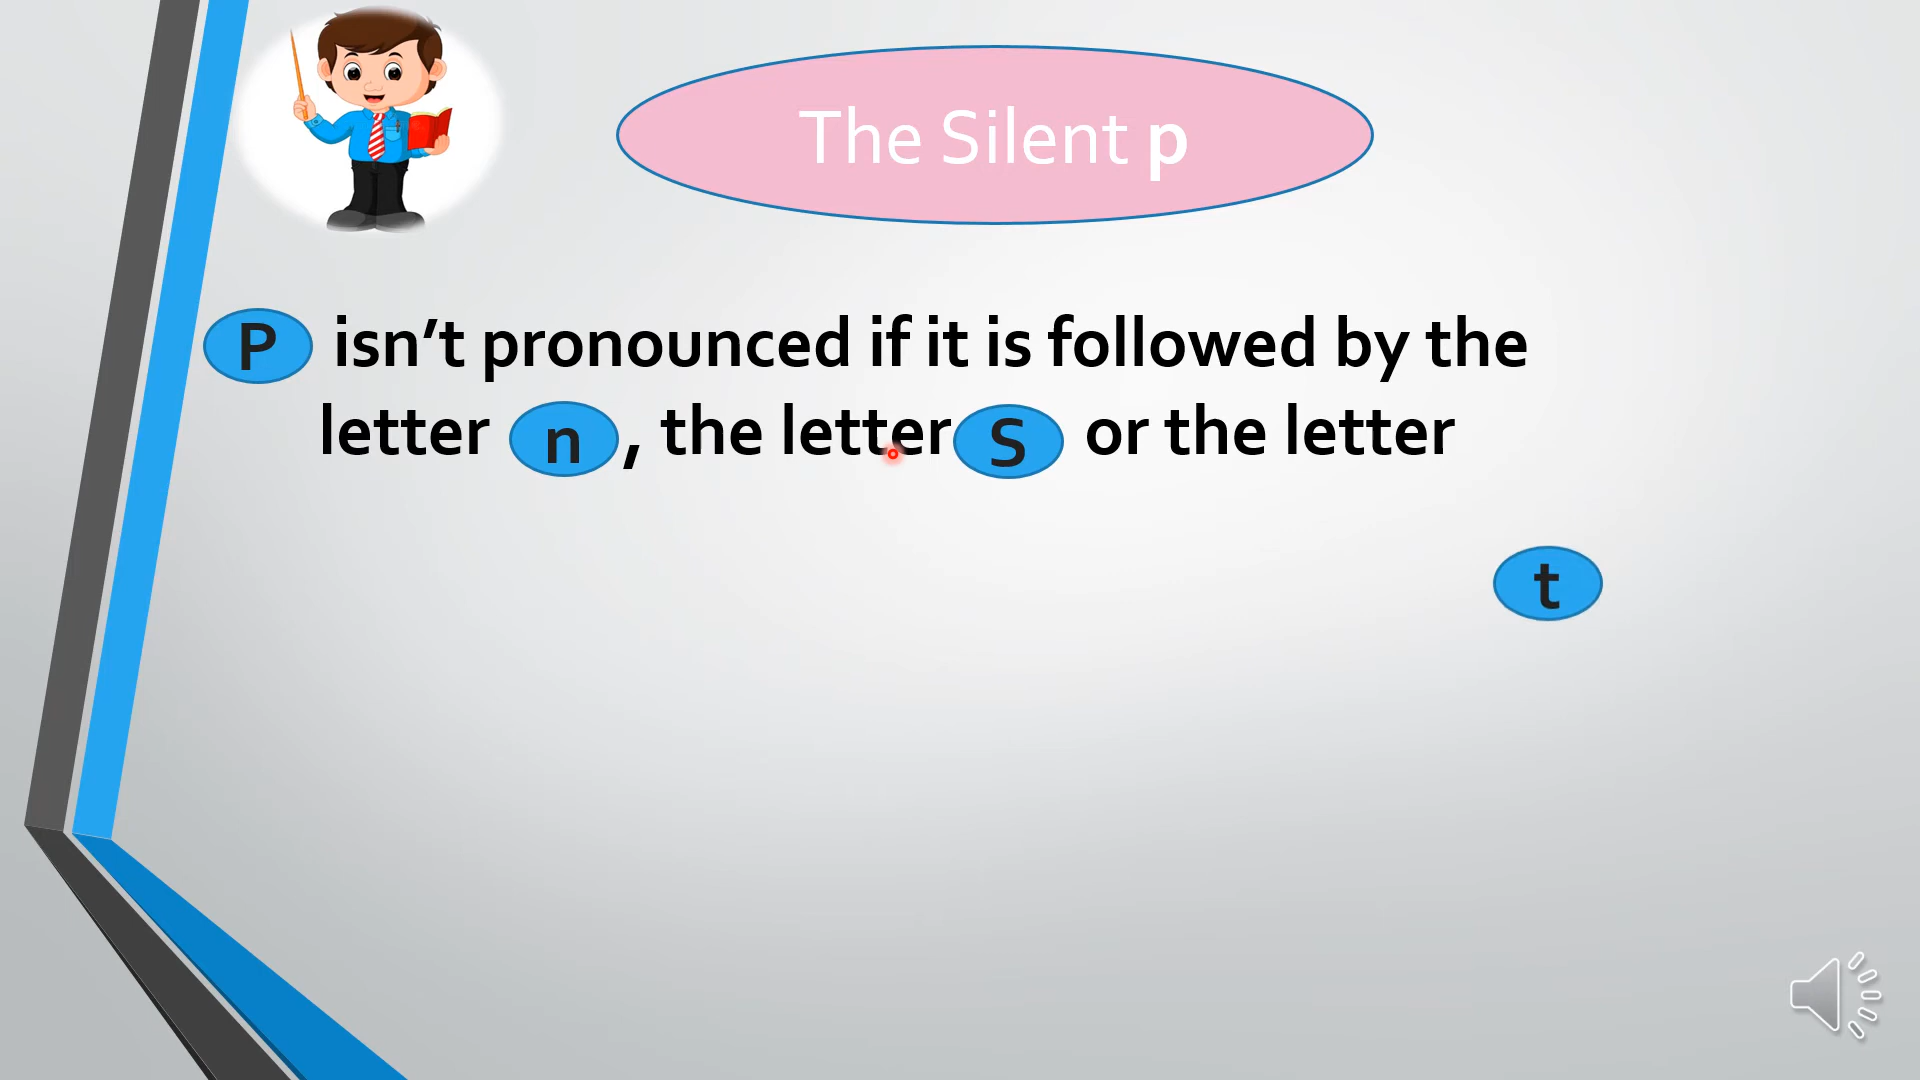 The Silent p
P isn’t pronounced if it is followed by the
letter n , the letter S or the letter
t